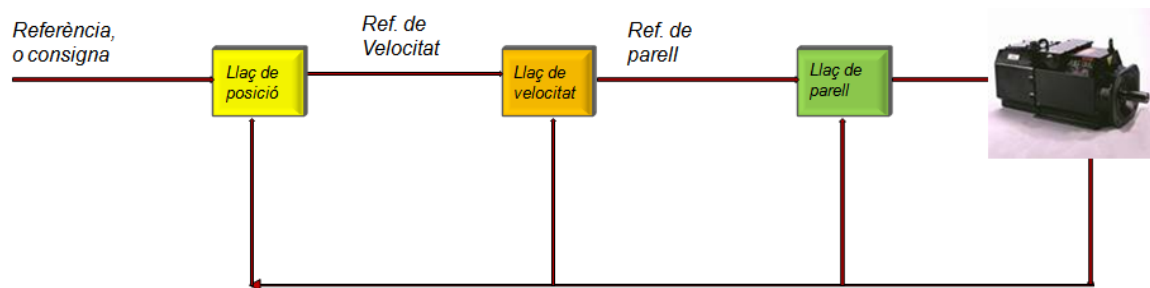 Referència,
o consigna
Llaç de
posició
Ref. de
Velocitat
Llaç de
velocitat
Ref. de
parell
Llaç de
parell